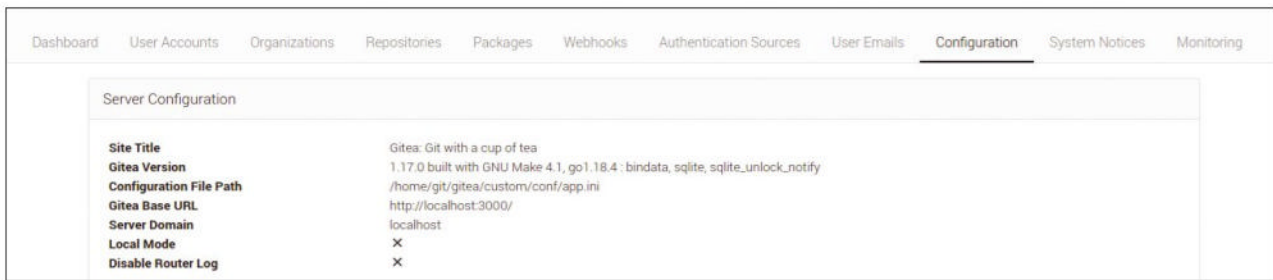 Dashboard User Accounts Organizations Repositories Packages Webhooks Authentication Sources User Emails Configuration System Notices Monitoring
Server Configuration
Site Title Gitea: Git with a cup of tea
Gitea Version 1.17.0 built with GNU Make 4.1, go1.18.4 : bindata, sqlite, sqlite_unlock_notify
Configuration File Path /home/git/gitea/custom/conf/app.ini
Gitea Base URL http://localhost:3000/
Server Domain localhost
Local Mode ✕
Disable Router Log ✕